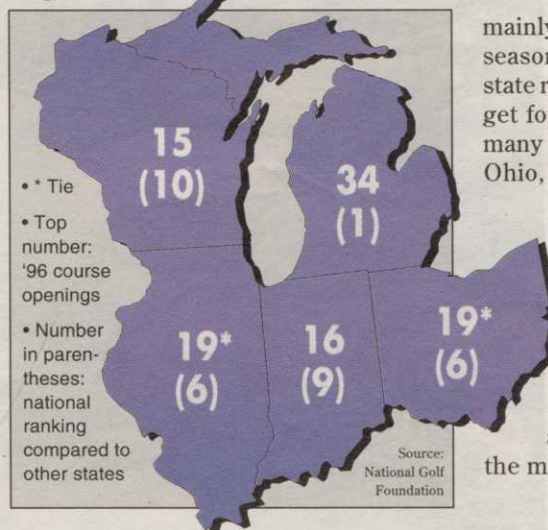 15
(10)
34
(1)
• * Tie
• Top
number:
'96 course
openings
• Number
in paren-
theses:
national
ranking
compared to
other states
19*
(6)
16
(9)
19*
(6)
Source:
National Golf
Foundation
mainly
season
state r
get fo
many
Ohio,
the m